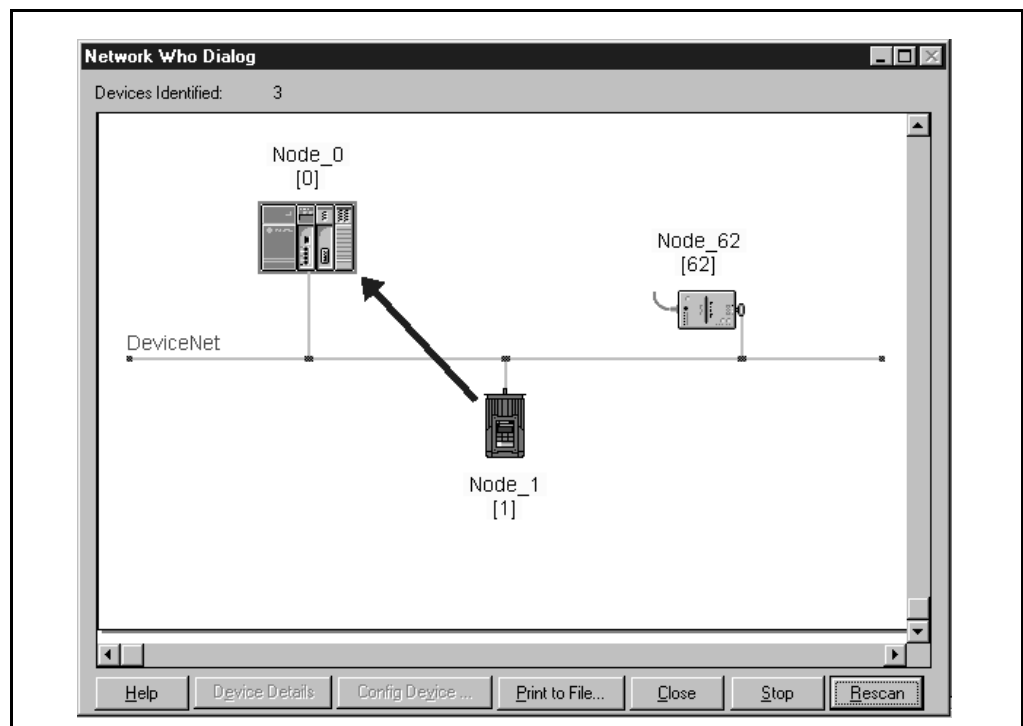 Network Who Dialog
Devices Identified: 3
Node_0
[0]
Node_62
[62]
DeviceNet
Node_1
[1]
Help Device Details Config Device ... Print to File... Close Stop Rescan